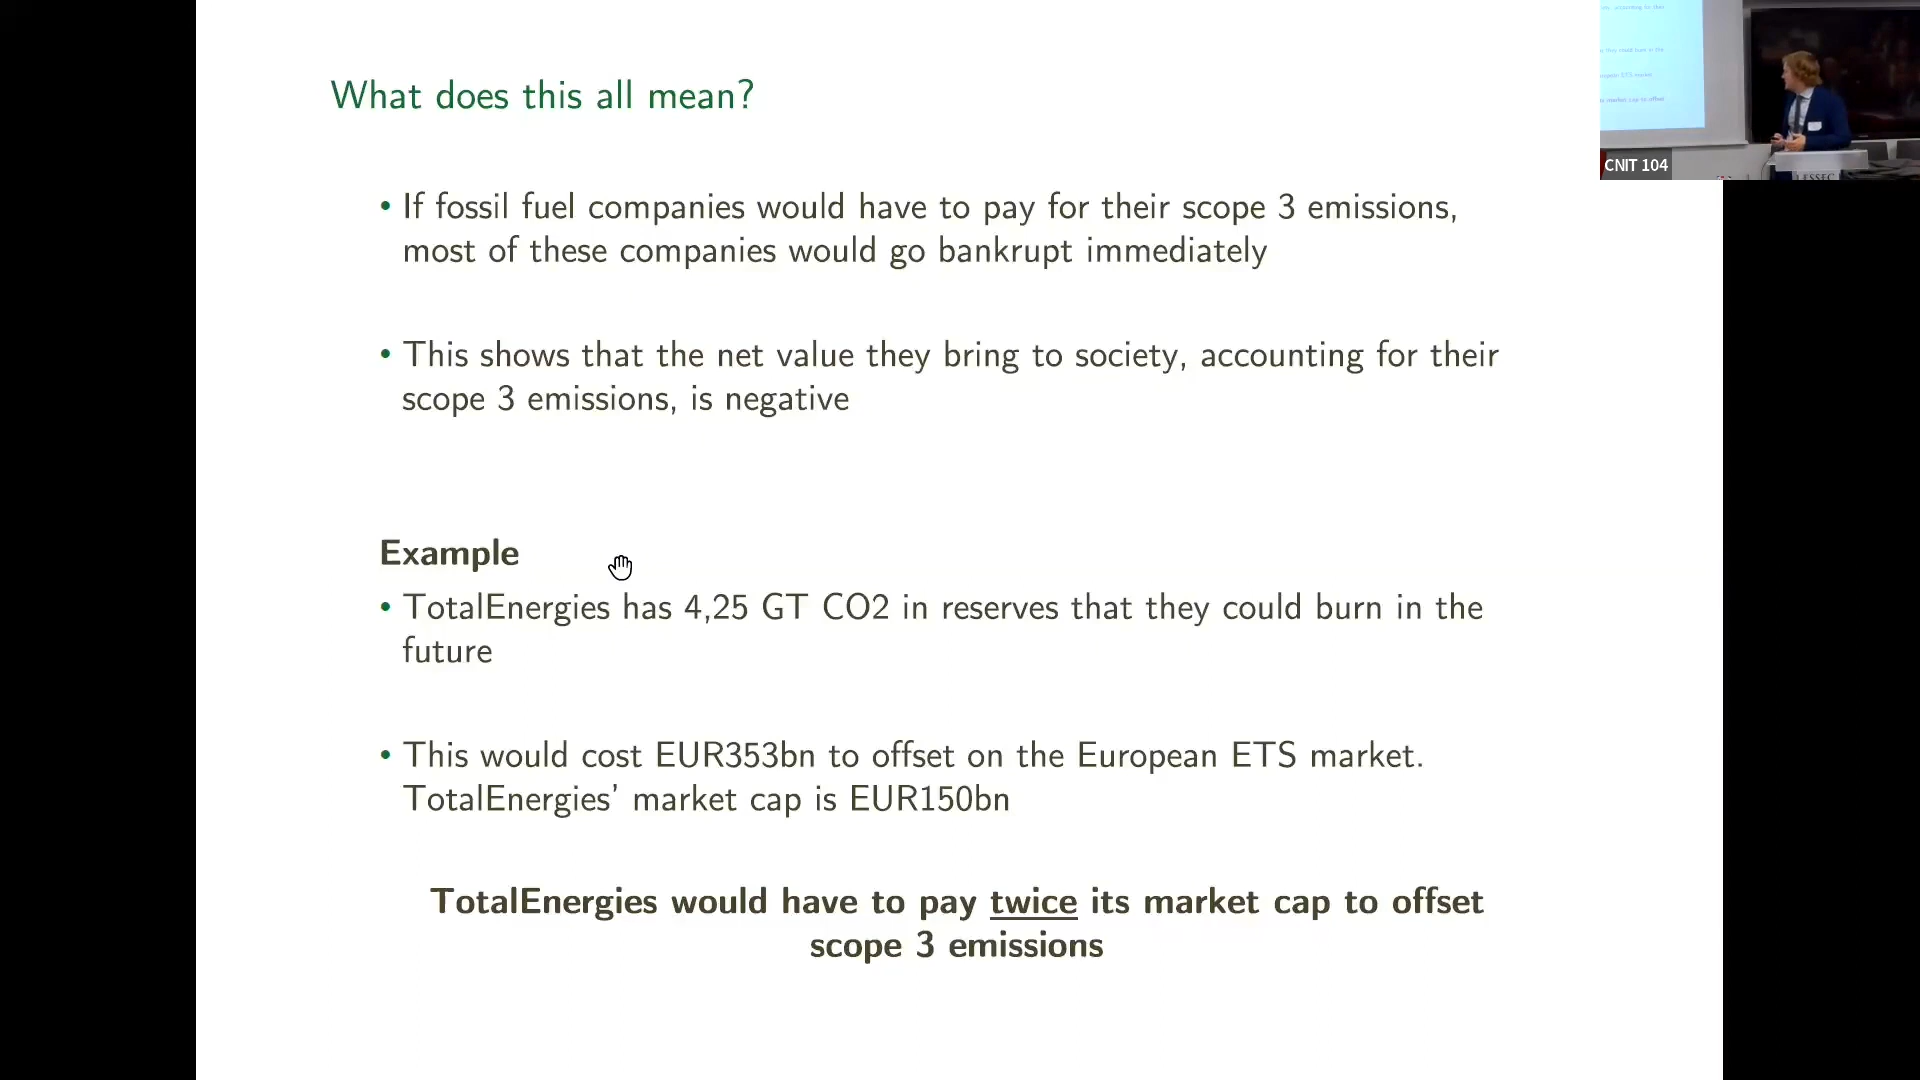 What does this all mean?
• If fossil fuel companies would have to pay for their scope 3 emissions,
most of these companies would go bankrupt immediately
• This shows that the net value they bring to society, accounting for their
scope 3 emissions, is negative
Example
• TotalEnergies has 4,25 GT CO2 in reserves that they could burn in the
future
• This would cost EUR353bn to offset on the European ETS market.
TotalEnergies' market cap is EUR150bn
TotalEnergies would have to pay twice its market cap to offset
scope 3 emissions
CNIT 104
ESSEC